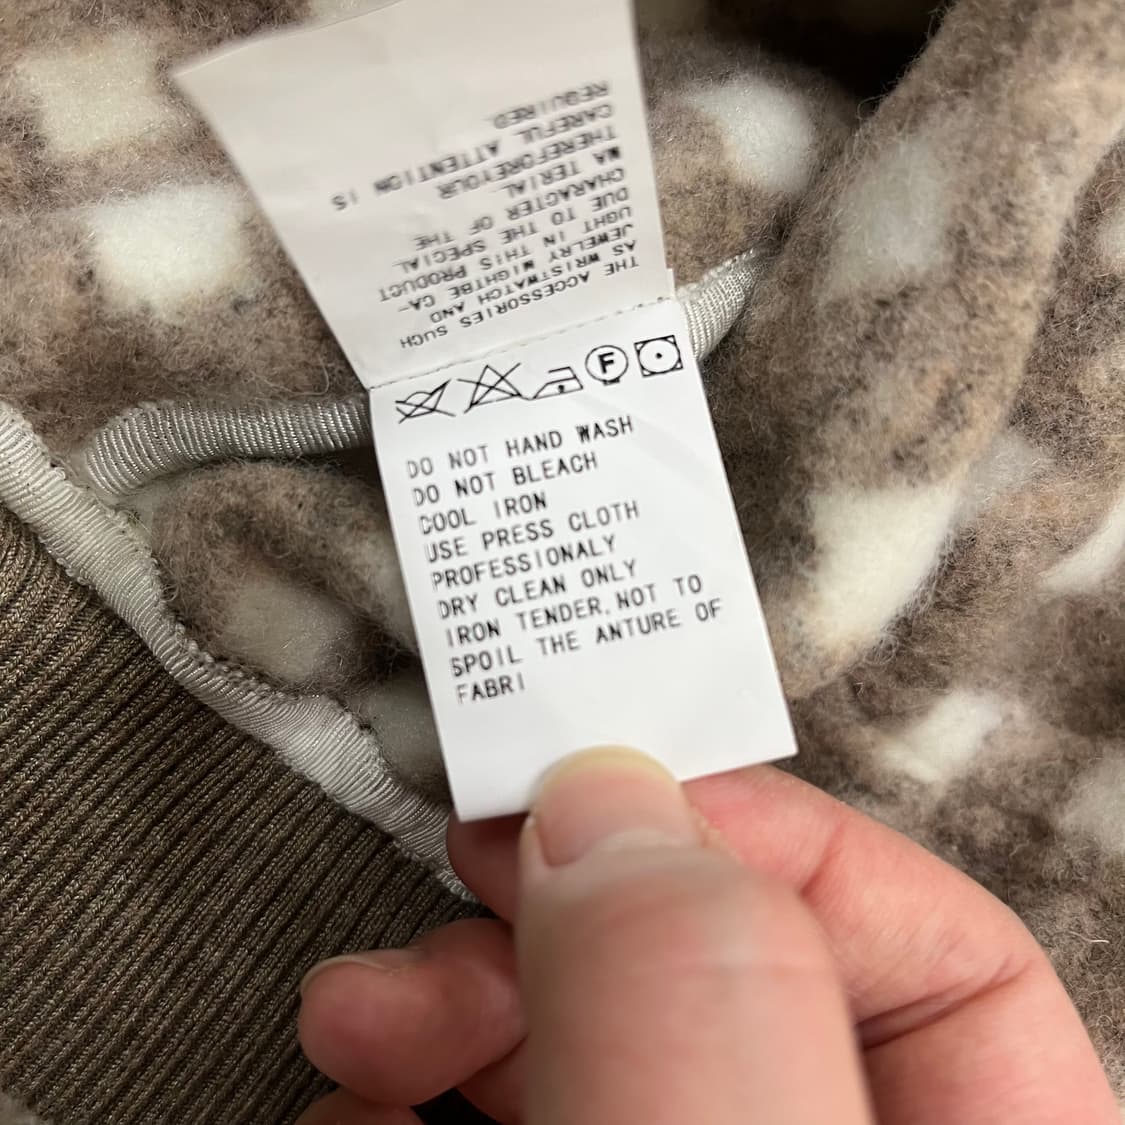 THE ACCESSORIES SUCH
AS WRISTWATCH AND
JEWELRY MIGHTBE CA-
UGHT IN THIS PRODUCT
DUE TO THE SPECIAL
CHARACTER OF THE
MA TERIAL
THEREFOREYOUR
CAREFUL ATTENTION IS
REQUIRED.
F
DO NOT HAND WASH
DO NOT BLEACH
COOL IRON
USE PRESS CLOTH
PROFESSIONALY
DRY CLEAN ONLY
IRON TENDER.NOT TO
SPOIL THE ANTURE OF
FABRI